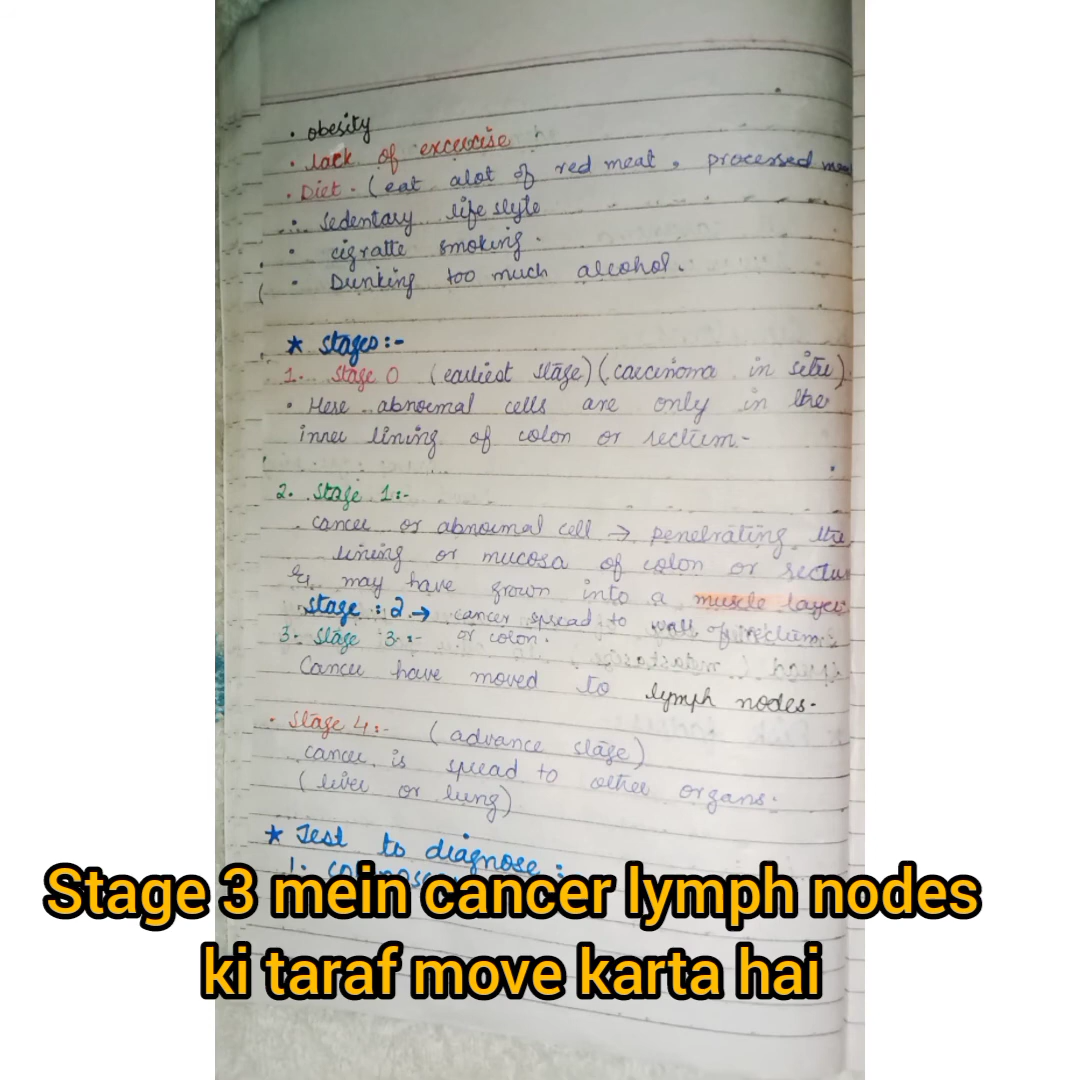 • obesity
• lack of excercise
• Diet - (eat alot of red meat, processed
• Sedentary life style
• cigratte smoking.
• Drinking too much alcohol.
★ Stages:-
1. Stage 0 (earliest stage) (carcinoma in situ)
• Here abnormal cells are only in the
inner lining of colon or rectum-
2. Stage 1:-
. cancer or abnormal cell → penetrating the
lining or mucosa of colon or
& may have grown into a muscle layer
Stage : 2 → cancer spread to wall of rectum
or colon.
3. Stage 3:-
Cancer have moved to lymph nodes.
• Stage 4:- (advance stage)
cancer is spread to other organs.
(liver or lung)
★ Test to diagnose :
Stage 3 mein cancer lymph nodes
ki taraf move karta hai